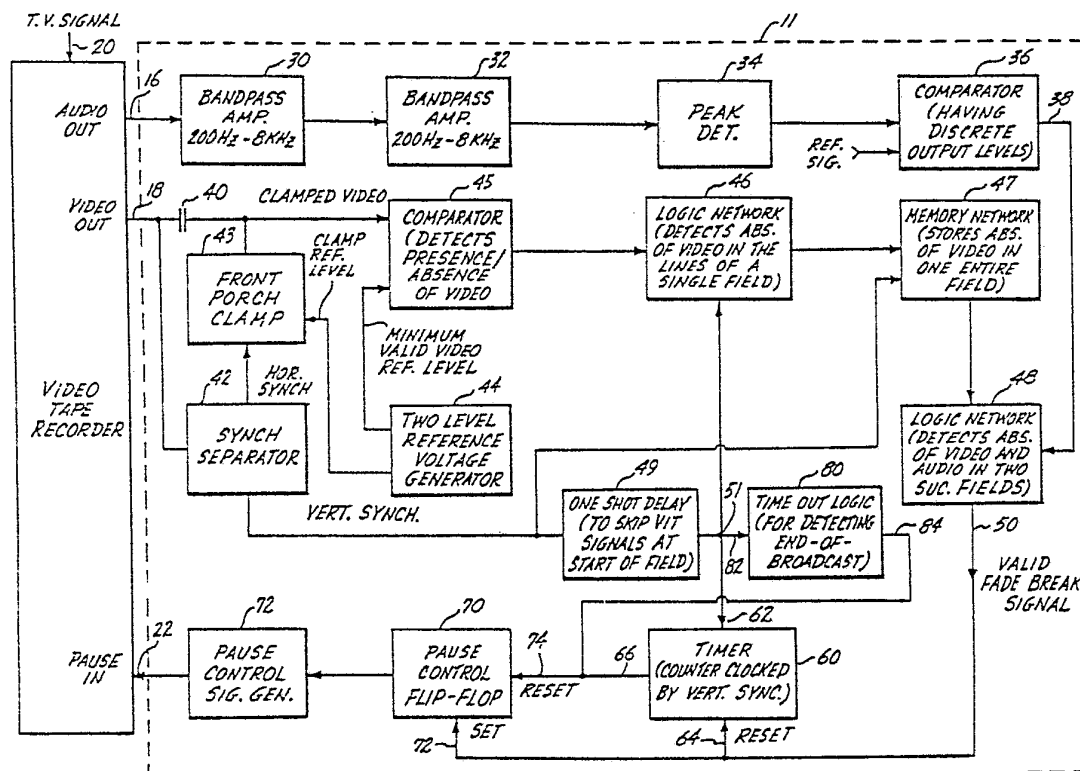 T.V. SIGNAL
20
11
30
32
34
36
38
16
AUDIO
OUT
BANDPASS
AMP.
200HZ-8KHZ
BANDPASS
AMP.
200HZ-8KHZ
PEAK
DET.
COMPARATOR
(HAVING
DISCRETE
OUTPUT LEVELS)
REF.
SIG.
18
40
CLAMPED VIDEO
45
46
47
VIDEO
OUT
43
FRONT
PORCH
CLAMP
CLAMP
REF.
LEVEL
COMPARATOR
(DETECTS
PRESENCE/
ABSENCE
OF VIDEO
LOGIC NETWORK
(DETECTS ABS.
OF VIDEO IN THE
LINES OF A
SINGLE FIELD)
MEMORY NETWORK
(STORES ABS.
OF VIDEO IN
ONE ENTIRE
FIELD)
MINIMUM
VALID VIDEO
REF. LEVEL
HOR.
SYNCH
42
44
48
VIDEO
TAPE
RECORDER
SYNCH
SEPARATOR
TWO LEVEL
REFERENCE
VOLTAGE
GENERATOR
LOGIC NETWORK
(DETECTS ABS.
OF VIDEO AND
AUDIO IN TWO
SUC. FIELDS)
VERT. SYNCH.
49
51
80
84
50
ONE SHOT DELAY
(TO SKIP VIT
SIGNALS AT
START OF FIELD)
82
TIME OUT LOGIC
(FOR DETECTING
END-OF-
BROADCAST)
VALID
FADE BREAK
SIGNAL
72
70
62
60
PAUSE
IN
22
PAUSE
CONTROL
SIG. GEN.
PAUSE
CONTROL
FLIP-FLOP
74
RESET
66
TIMER
(COUNTER CLOCKED
BY VERT. SYNC.)
72
SET
64
RESET